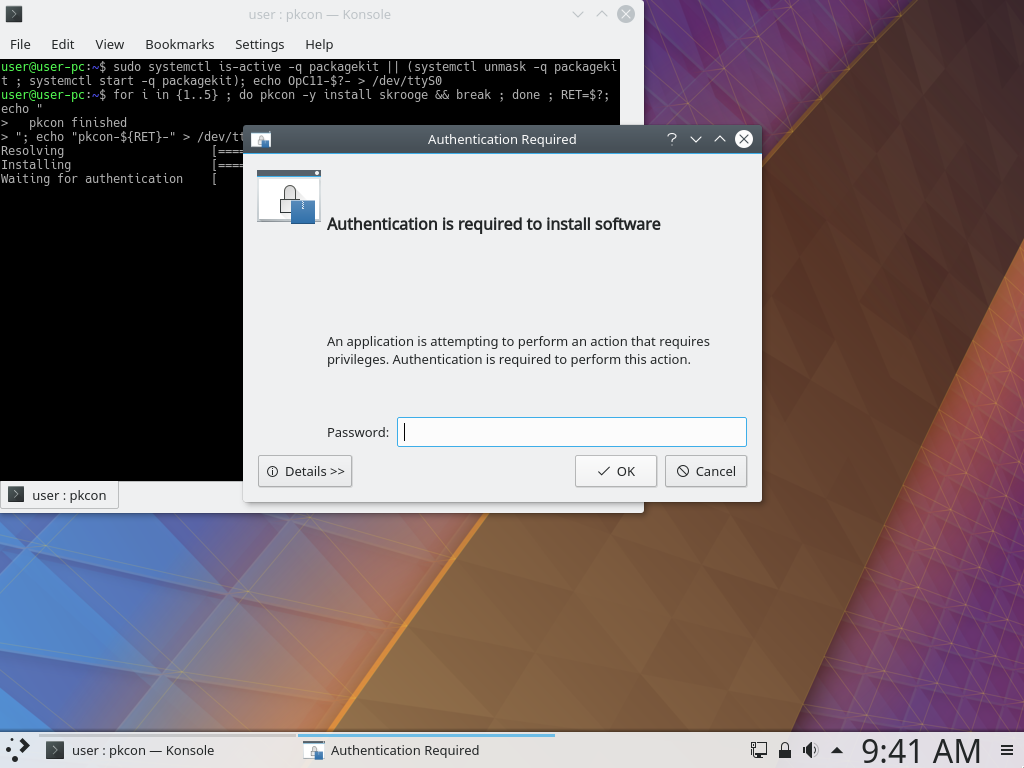 user : pkcon — Konsole
File Edit View Bookmarks Settings Help
user@user-pc:~$ sudo systemctl is-active -q packagekit || (systemctl unmask -q packageki
t ; systemctl start -q packagekit); echo OpC11-$?- > /dev/ttyS0
user@user-pc:~$ for i in {1..5} ; do pkcon -y install skrooge && break ; done ; RET=$?;
echo "
>   pkcon finished
> "; echo "pkcon-${RET}-" > /dev/tt
Resolving [====
Installing [====
Waiting for authentication [
Authentication Required
Authentication is required to install software
An application is attempting to perform an action that requires
privileges. Authentication is required to perform this action.
Password:
Details >> OK Cancel
user : pkcon
user : pkcon — Konsole Authentication Required 9:41 AM